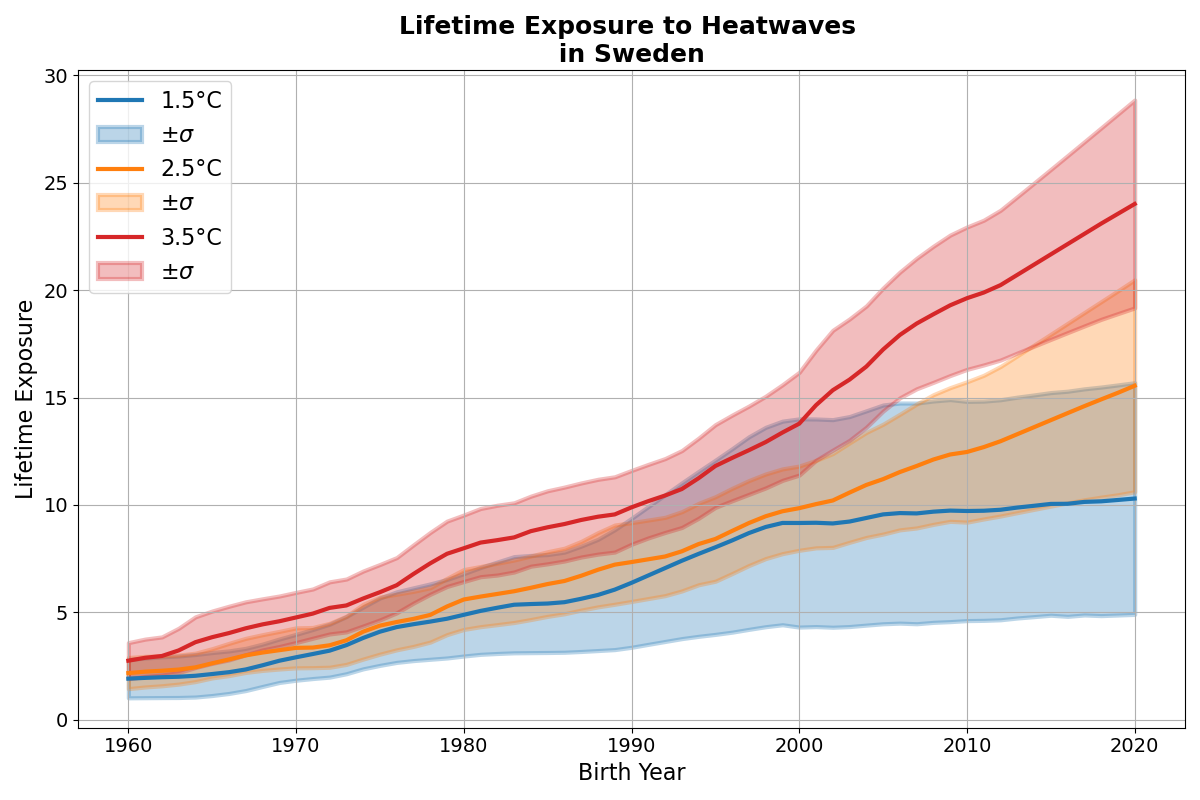 Lifetime Exposure to Heatwaves
in Sweden
1.5°C
±σ
2.5°C
±σ
3.5°C
±σ
Lifetime Exposure
30
25
20
15
10
5
0
1960 1970 1980 1990 2000 2010 2020
Birth Year